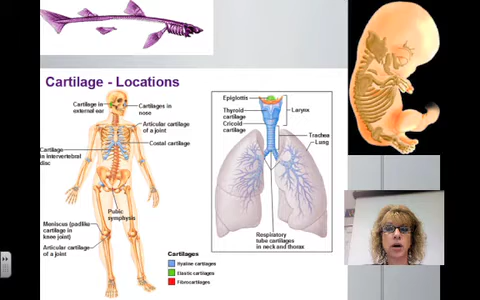 Cartilage - Locations
Cartilage in
external ear
Cartilages in
nose
Articular cartilage
of a joint
Costal cartilage
Cartilage
in intervertebral
disc
Pubic
symphysis
Meniscus (padlike
cartilage in
knee joint)
Articular cartilage
of a joint
Epiglottis
Thyroid
cartilage
Cricoid
cartilage
Larynx
Trachea
Lung
Respiratory
tube cartilages
in neck and thorax
Cartilages
Hyaline cartilages
Elastic cartilages
Fibrocartilages